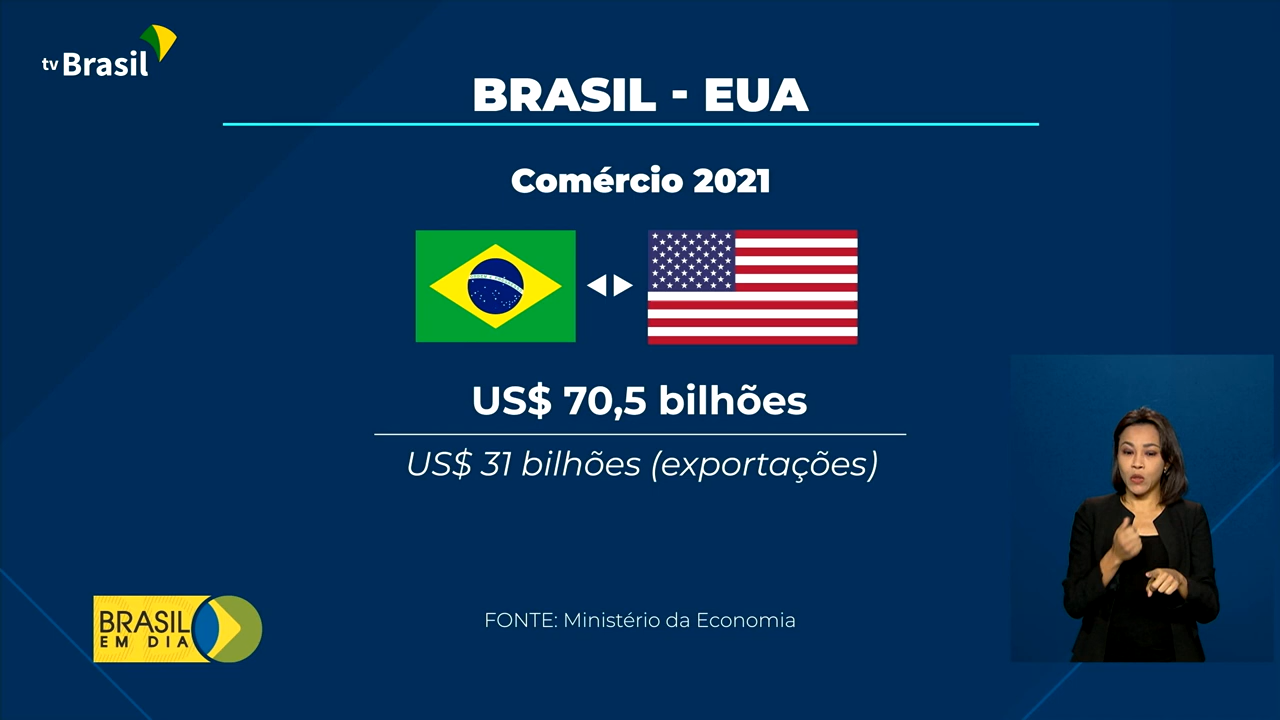 tv Brasil
BRASIL - EUA
Comércio 2021
US$ 70,5 bilhões
US$ 31 bilhões (exportações)
FONTE: Ministério da Economia
BRASIL
EM DIA